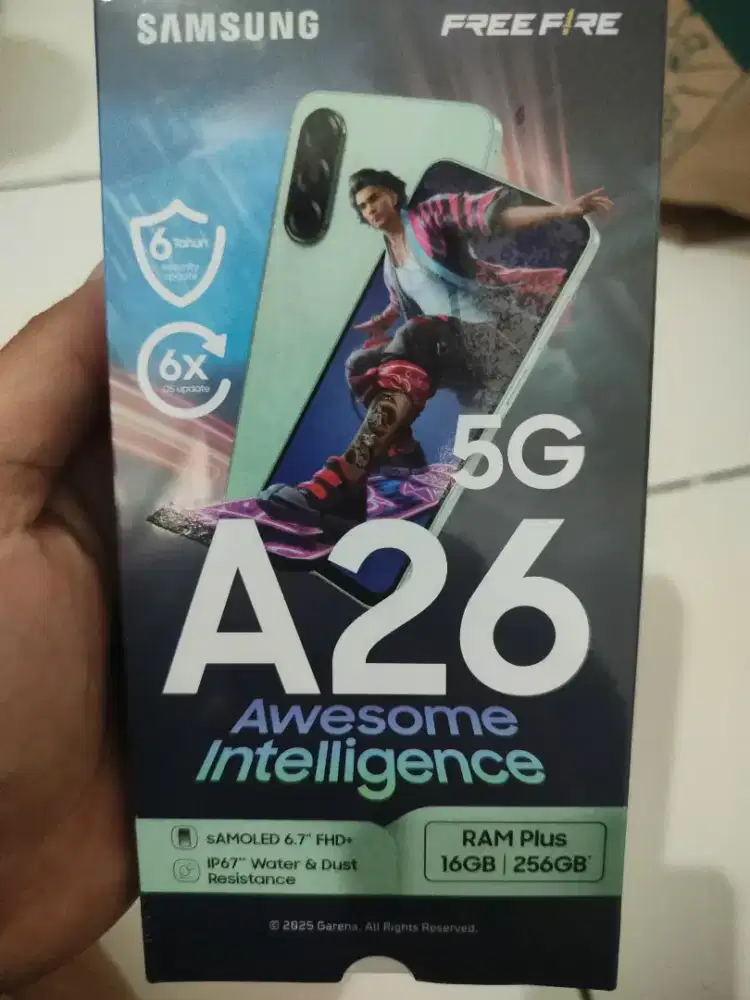 SAMSUNG
FREE FIRE
6 Tahun
security
update
6X
OS update
5G
A26
Awesome
Intelligence
sAMOLED 6.7" FHD+
IP67** Water & Dust
Resistance
RAM Plus
16GB | 256GB*
© 2025 Garena. All Rights Reserved.